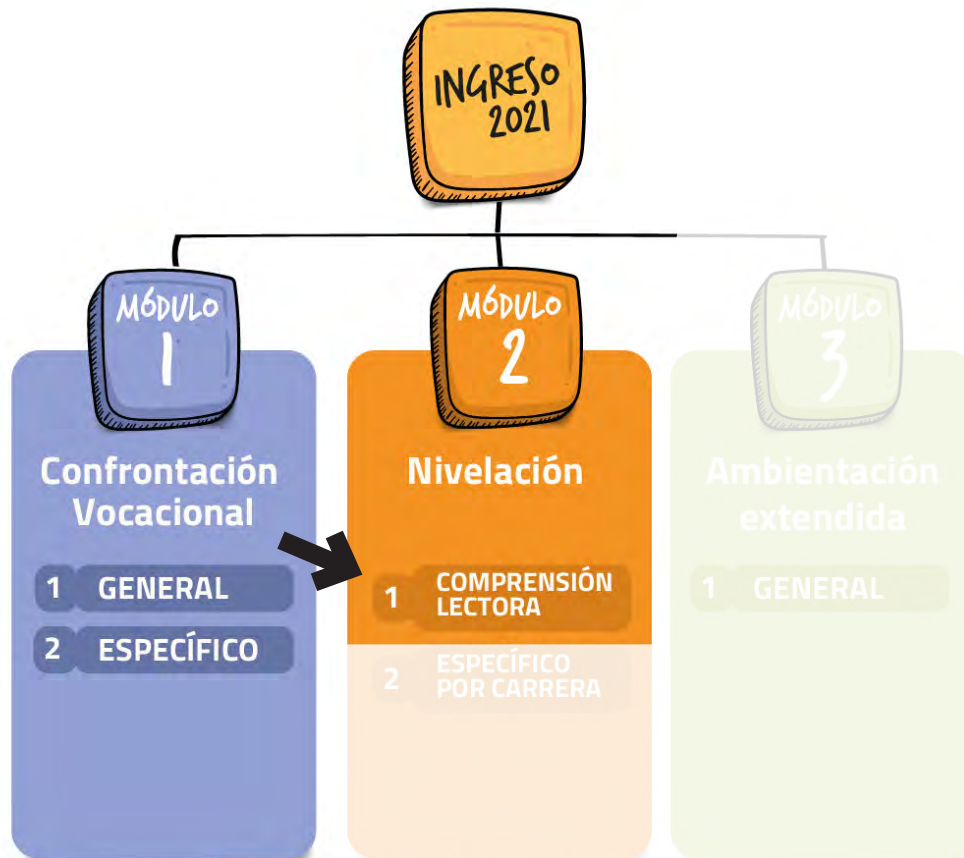 INGRESO
2021
MÓDULO
1
Confrontación
Vocacional
1 GENERAL
2 ESPECÍFICO
MÓDULO
2
Nivelación
1 COMPRENSIÓN
LECTORA
2 ESPECÍFICO
POR CARRERA
MÓDULO
3
Ambientación
extendida
1 GENERAL